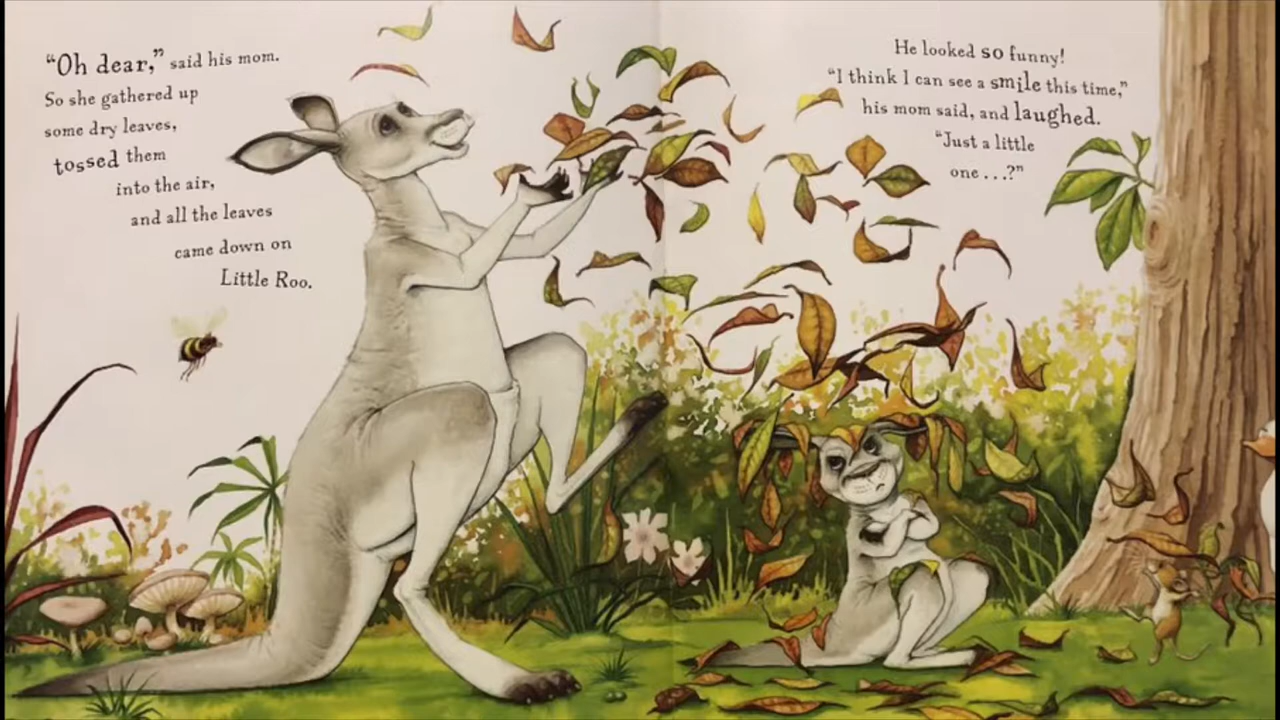 “Oh dear,” said his mom.
So she gathered up
some dry leaves,
tossed them
into the air,
and all the leaves
came down on
Little Roo.
He looked so funny!
“I think I can see a smile this time,”
his mom said, and laughed.
“Just a little
one . . .?”